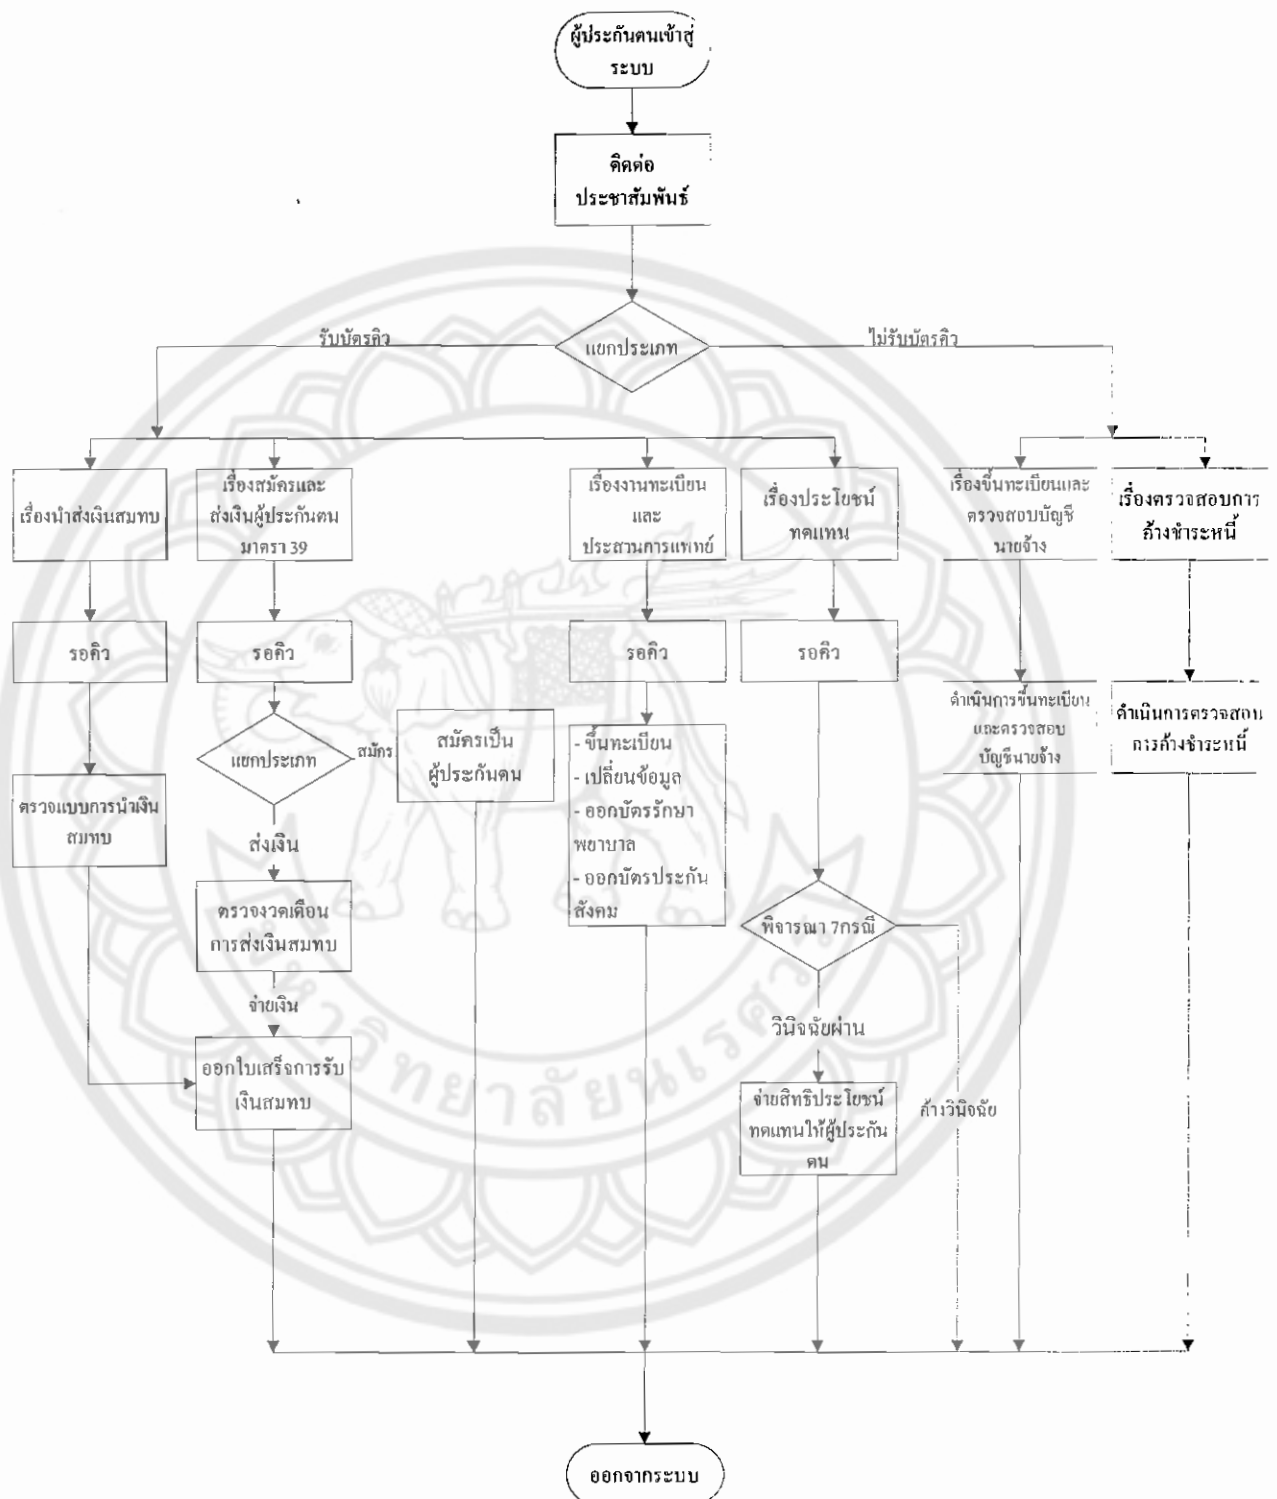 ผู้ประกันตนเข้าสู่
ระบบ
ติดต่อ
ประชาสัมพันธ์
แยกประเภท
รับบัตรคิว
ไม่รับบัตรคิว
เรื่องนำส่งเงินสมทบ
เรื่องสมัครและ
ส่งเงินผู้ประกันตน
มาตรา 39
เรื่องงานทะเบียน
และ
ประสานการแพทย์
เรื่องประโยชน์
ทดแทน
เรื่องขึ้นทะเบียนและ
ตรวจสอบบัญชี
นายจ้าง
เรื่องตรวจสอบการ
ค้างชำระหนี้
รอคิว
รอคิว
รอคิว
รอคิว
ดำเนินการขึ้นทะเบียน
และตรวจสอบ
บัญชีนายจ้าง
ดำเนินการตรวจสอบ
การค้างชำระหนี้
แยกประเภท
สมัคร
สมัครเป็น
ผู้ประกันตน
- ขึ้นทะเบียน
- เปลี่ยนข้อมูล
- ออกบัตรรักษา
พยาบาล
- ออกบัตรประกัน
สังคม
ตรวจแบบการนำเงิน
สมทบ
ส่งเงิน
ตรวจงวดเดือน
การส่งเงินสมทบ
พิจารณา 7กรณี
จ่ายเงิน
วินิจฉัยผ่าน
ออกใบเสร็จการรับ
เงินสมทบ
จ่ายสิทธิประโยชน์
ทดแทนให้ผู้ประกัน
ตน
ค้างวินิจฉัย
มหาวิทยาลัยนเรศวร
ออกจากระบบ